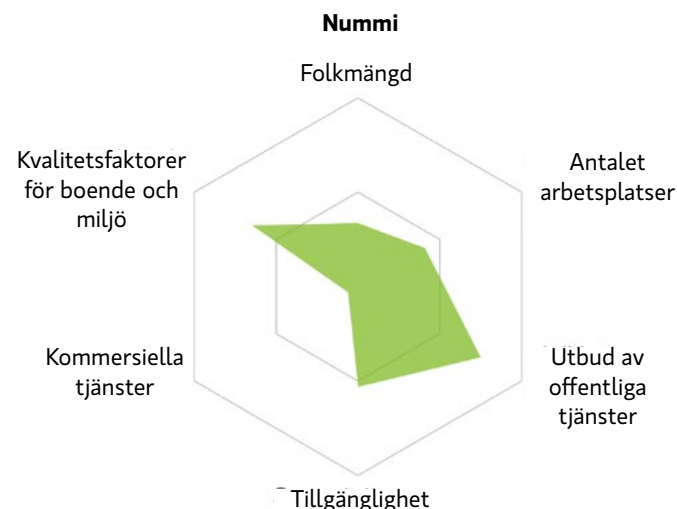 Nummi
Folkmängd
Kvalitetsfaktorer
för boende och
miljö
Antalet
arbetsplatser
Kommersiella
tjänster
Utbud av
offentliga
tjänster
Tillgänglighet